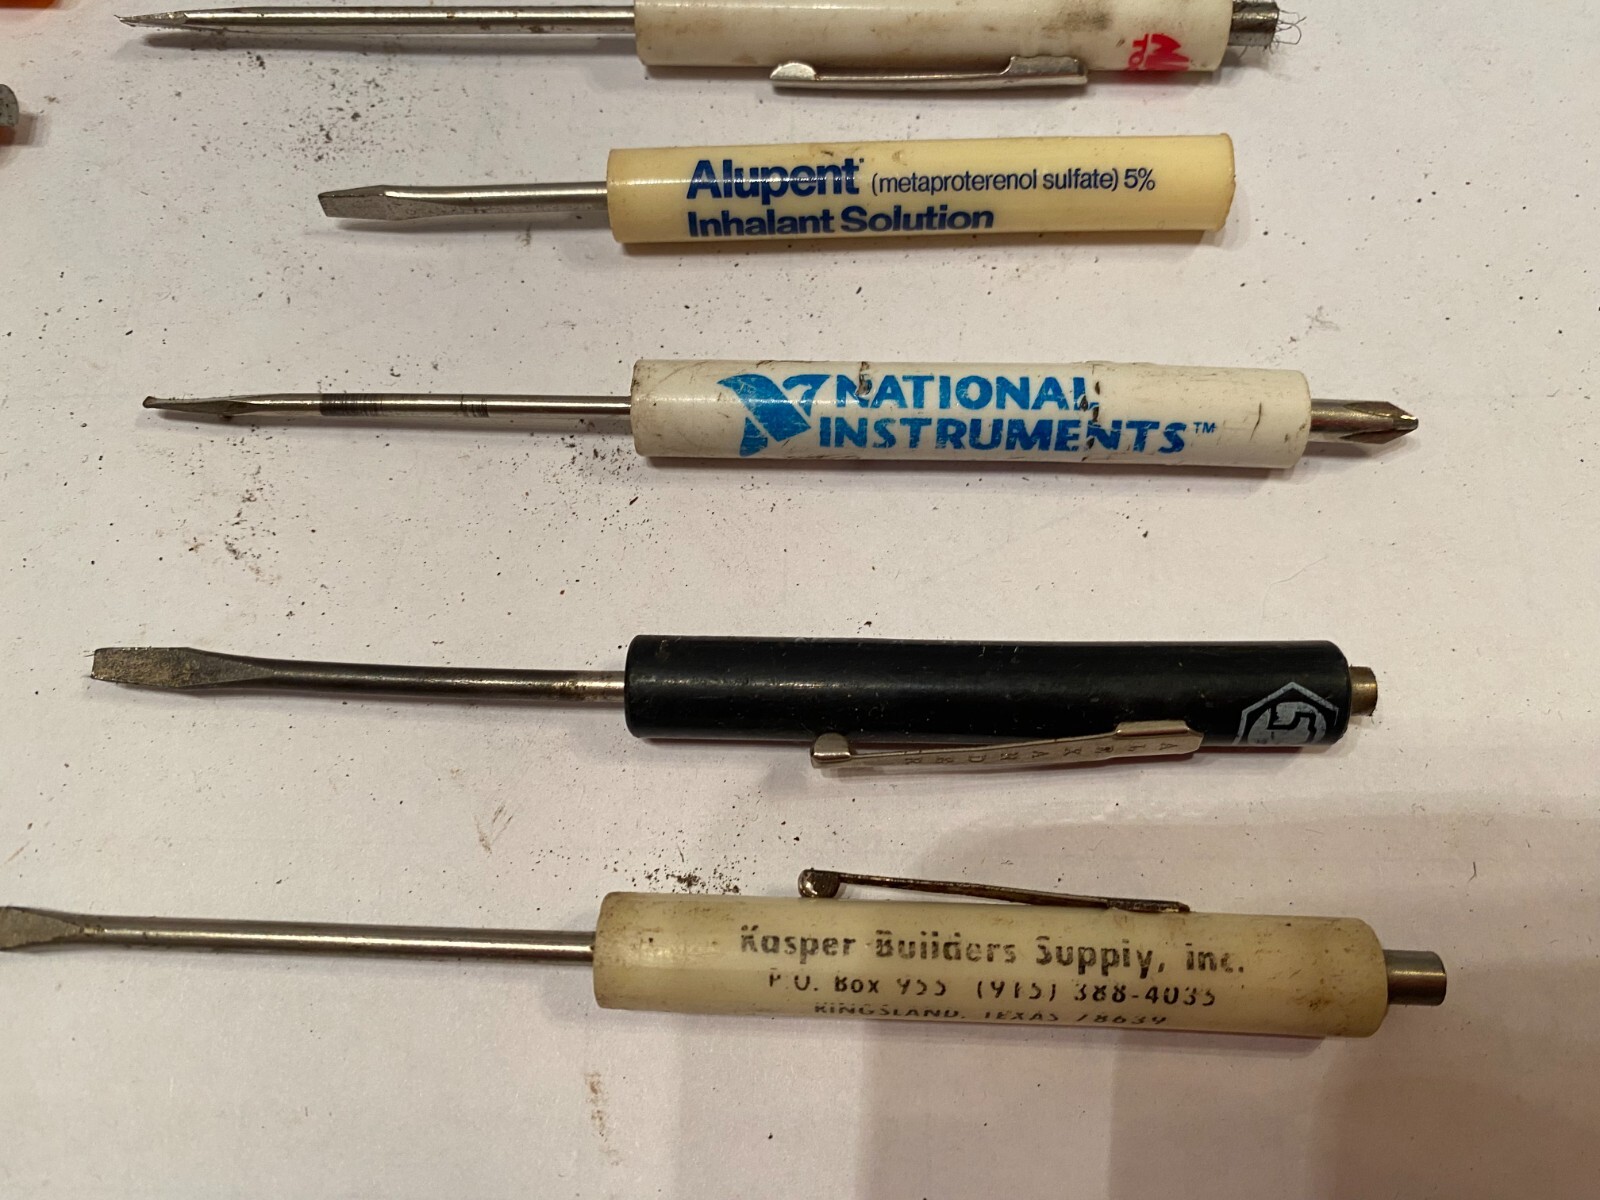 Alupent (metaproterenol sulfate) 5%
Inhalant Solution
NATIONAL
INSTRUMENTS™
Kasper Builders Supply, Inc.
P.O. Box 955 (915) 388-4035
KINGSLAND, TEXAS 78639